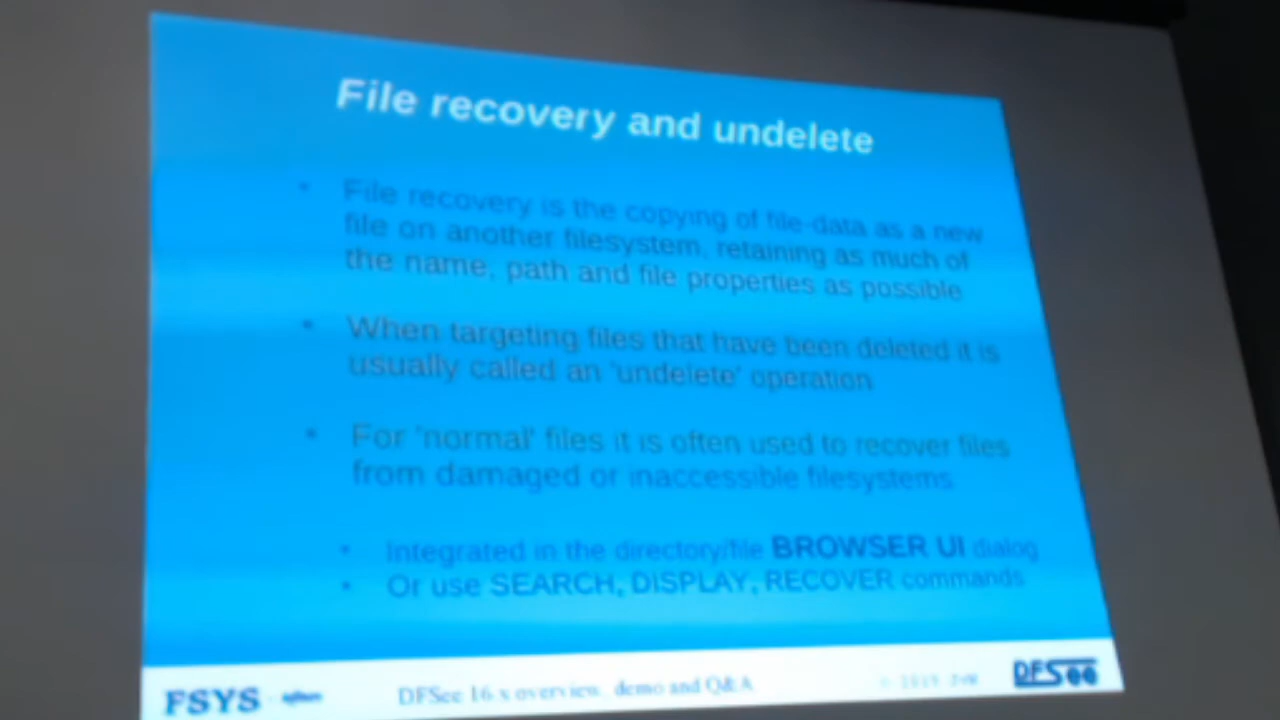 File recovery and undelete
• File recovery is the copying of file-data as a new
file on another filesystem, retaining as much of
the name, path and file properties as possible
• When targeting files that have been deleted it is
usually called an 'undelete' operation
• For 'normal' files it is often used to recover files
from damaged or inaccessible filesystems
• Integrated in the directory/file BROWSER UI dialog
• Or use SEARCH, DISPLAY, RECOVER commands
FSYS
DFSee 16.x overview, demo and Q&A
DFSee